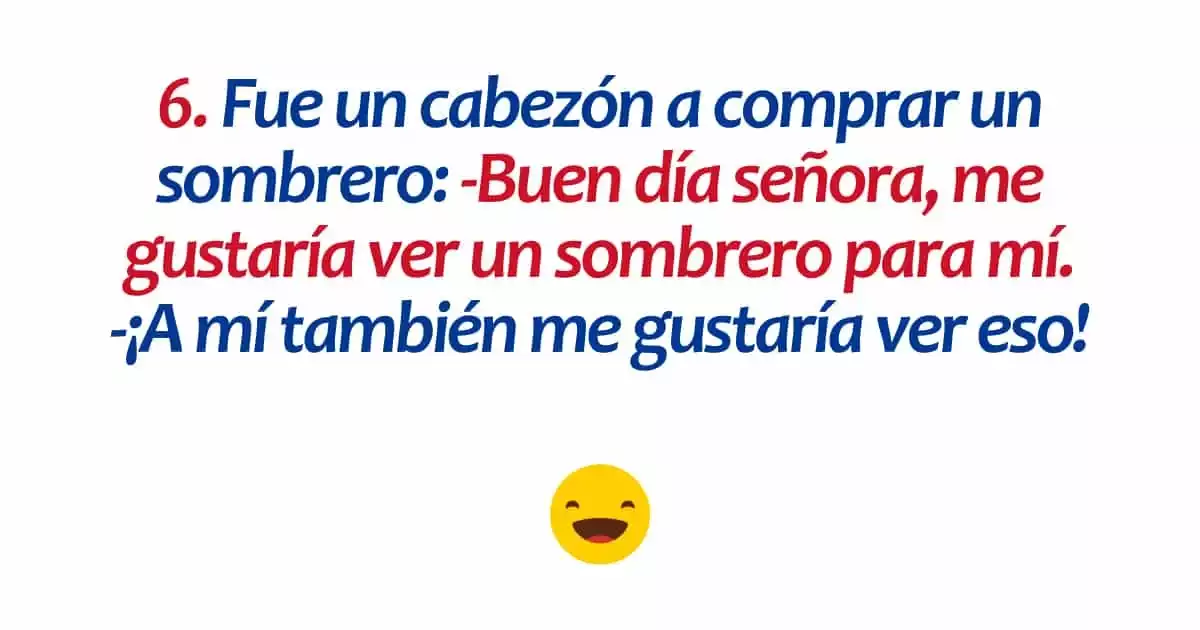 6. Fue un cabezón a comprar un
sombrero: -Buen día señora, me
gustaría ver un sombrero para mí.
-¡A mí también me gustaría ver eso!